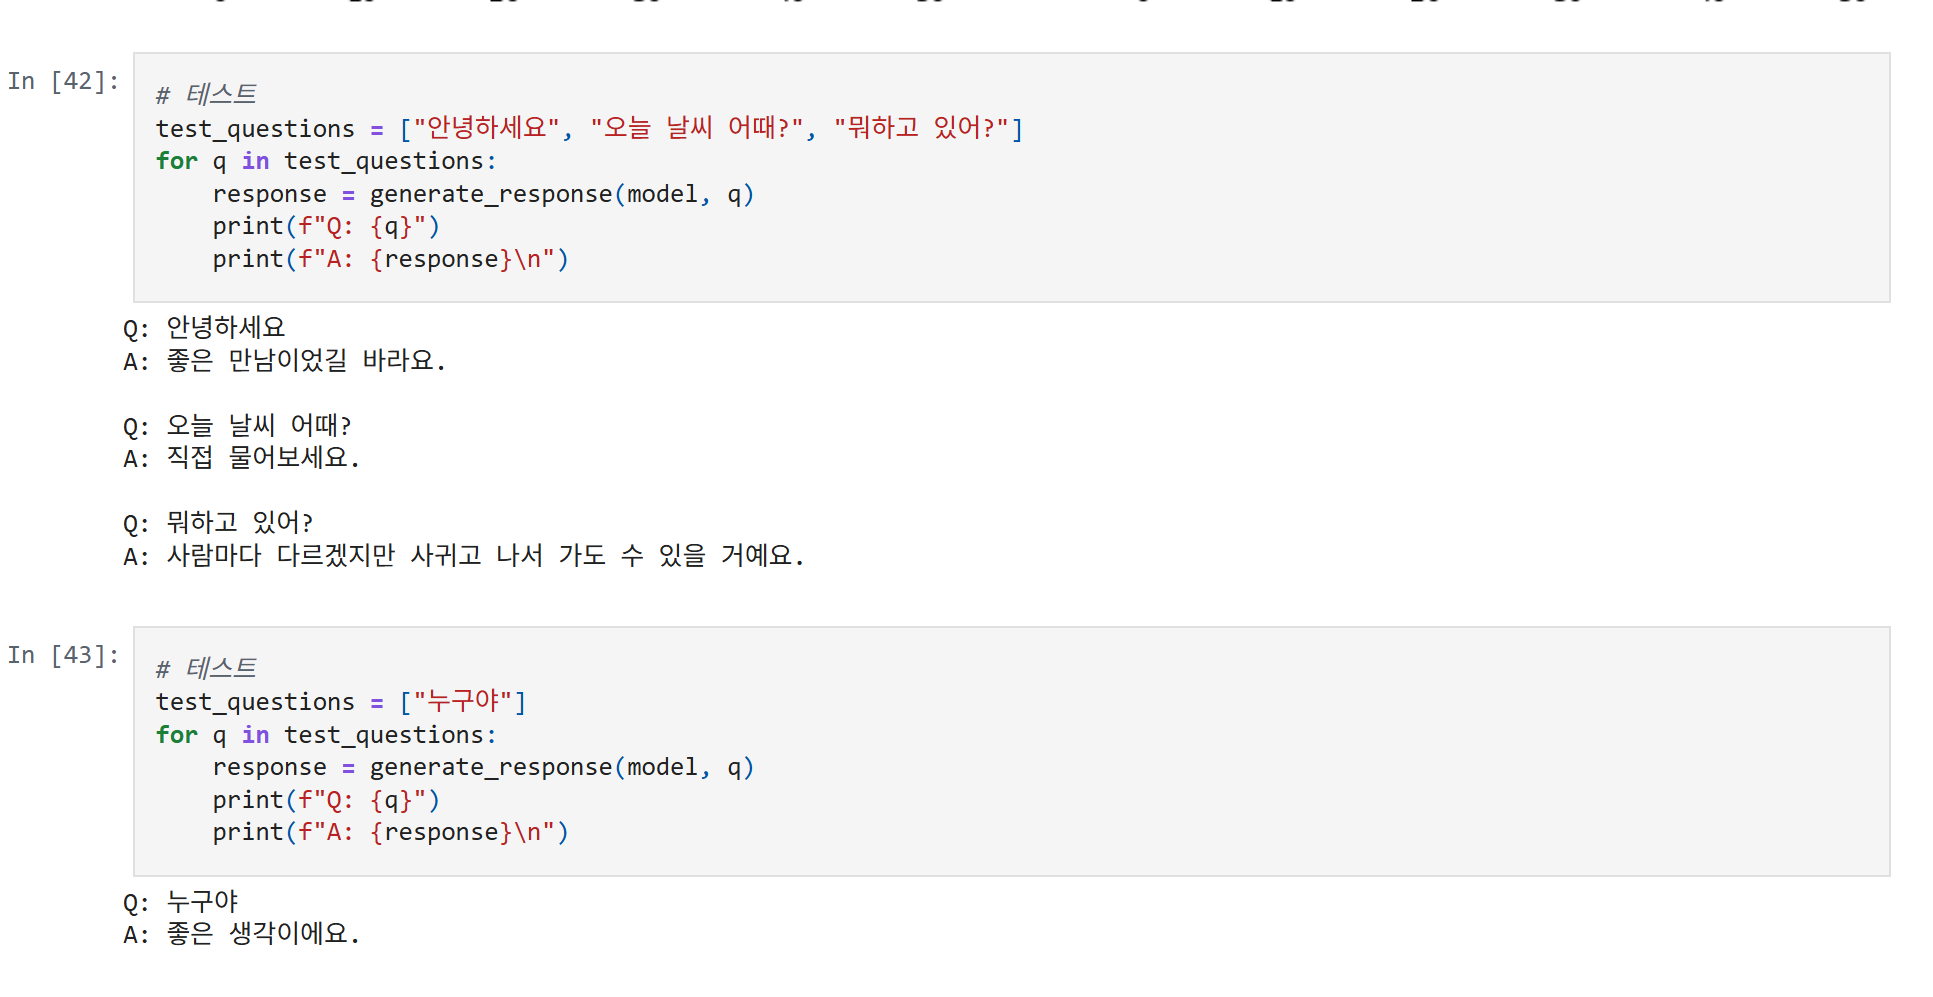 In [42]:
# 테스트
test_questions = ["안녕하세요", "오늘 날씨 어때?", "뭐하고 있어?"]
for q in test_questions:
    response = generate_response(model, q)
    print(f"Q: {q}")
    print(f"A: {response}\n")
Q: 안녕하세요
A: 좋은 만남이었길 바라요.
Q: 오늘 날씨 어때?
A: 직접 물어보세요.
Q: 뭐하고 있어?
A: 사람마다 다르겠지만 사귀고 나서 가도 수 있을 거예요.
In [43]:
# 테스트
test_questions = ["누구야"]
for q in test_questions:
    response = generate_response(model, q)
    print(f"Q: {q}")
    print(f"A: {response}\n")
Q: 누구야
A: 좋은 생각이에요.